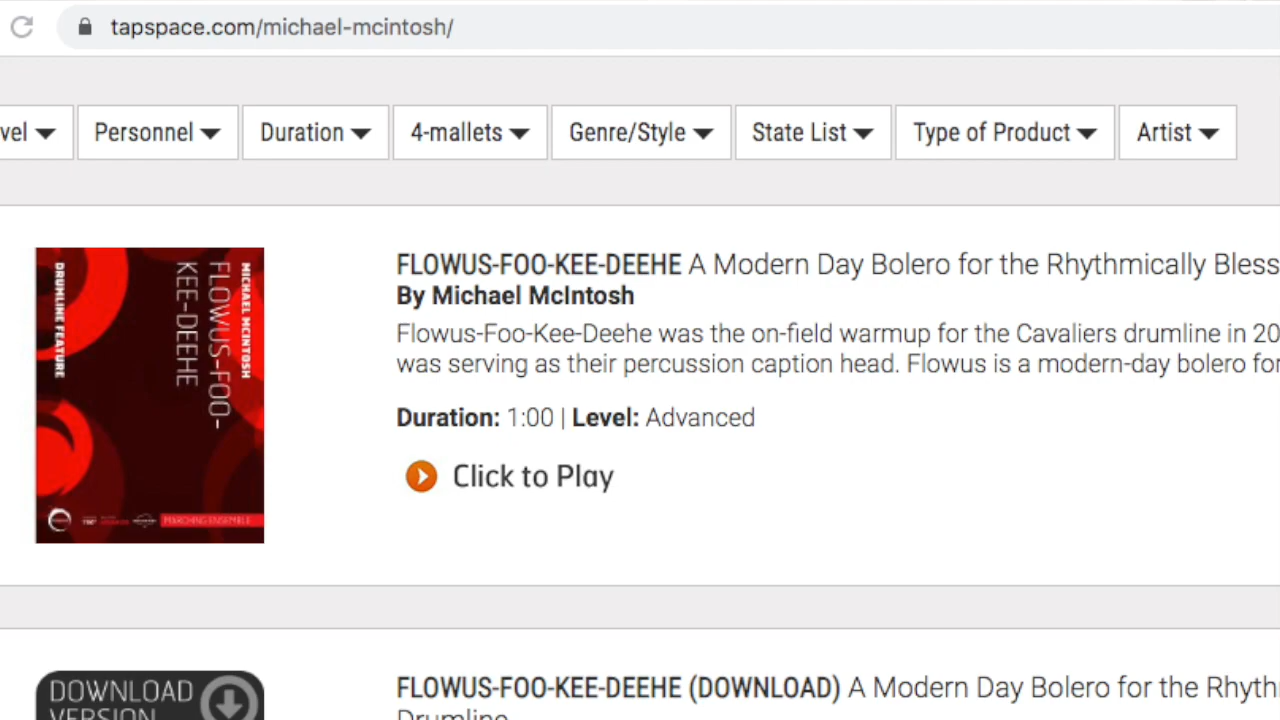 tapspace.com/michael-mcintosh/
vel
Personnel
Duration
4-mallets
Genre/Style
State List
Type of Product
Artist
MICHAEL MCINTOSH
FLOWUS-FOO-
KEE-DEEHE
DRUMLINE FEATURE
MARCHING ENSEMBLE
FLOWUS-FOO-KEE-DEEHE A Modern Day Bolero for the Rhythmically Bless
By Michael McIntosh
Flowus-Foo-Kee-Deehe was the on-field warmup for the Cavaliers drumline in 20
was serving as their percussion caption head. Flowus is a modern-day bolero for
Duration: 1:00 | Level: Advanced
Click to Play
DOWNLOAD
VERSION
FLOWUS-FOO-KEE-DEEHE (DOWNLOAD) A Modern Day Bolero for the Rhyth
Drumline